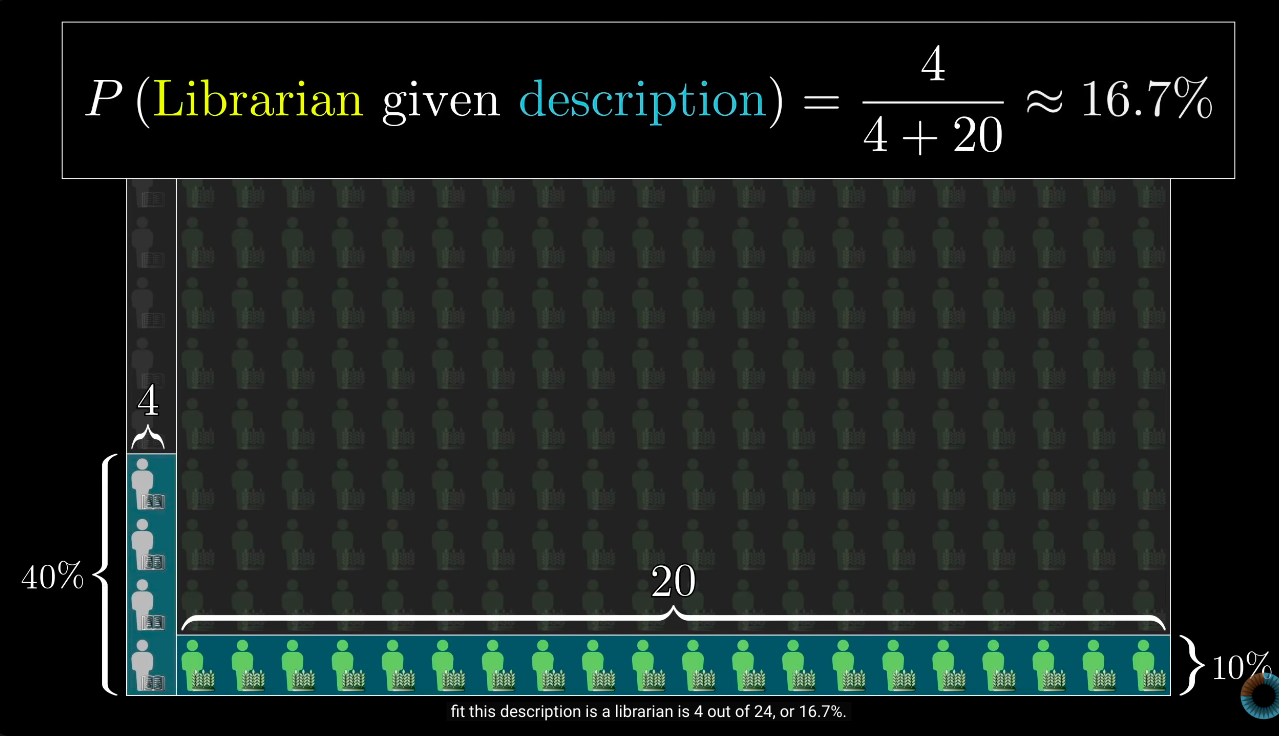 P (Librarian given description) = 4 / (4 + 20) ≈ 16.7%
4
40%
20
10%
fit this description is a librarian is 4 out of 24, or 16.7%.